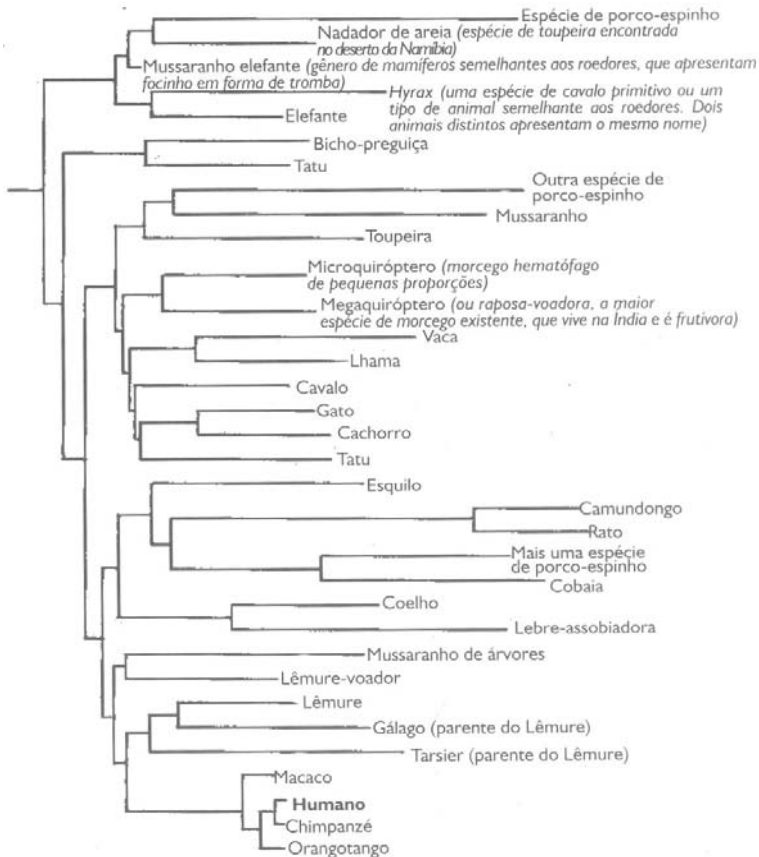 Espécie de porco-espinho
Nadador de areia (espécie de toupeira encontrada
no deserto da Namíbia)
Mussaranho elefante (gênero de mamíferos semelhantes aos roedores, que apresentam
focinho em forma de tromba)
Hyrax (uma espécie de cavalo primitivo ou um
tipo de animal semelhante aos roedores. Dois
animais distintos apresentam o mesmo nome)
Elefante
Bicho-preguiça
Tatu
Outra espécie de
porco-espinho
Mussaranho
Toupeira
Microquiróptero (morcego hematófago
de pequenas proporções)
Megaquiróptero (ou raposa-voadora, a maior
espécie de morcego existente, que vive na Índia e é frutívora)
Vaca
Lhama
Cavalo
Gato
Cachorro
Tatu
Esquilo
Camundongo
Rato
Mais uma espécie
de porco-espinho
Cobaia
Coelho
Lebre-assobiadora
Mussaranho de árvores
Lêmure-voador
Lêmure
Gálago (parente do Lêmure)
Tarsier (parente do Lêmure)
Macaco
Humano
Chimpanzé
Orangotango